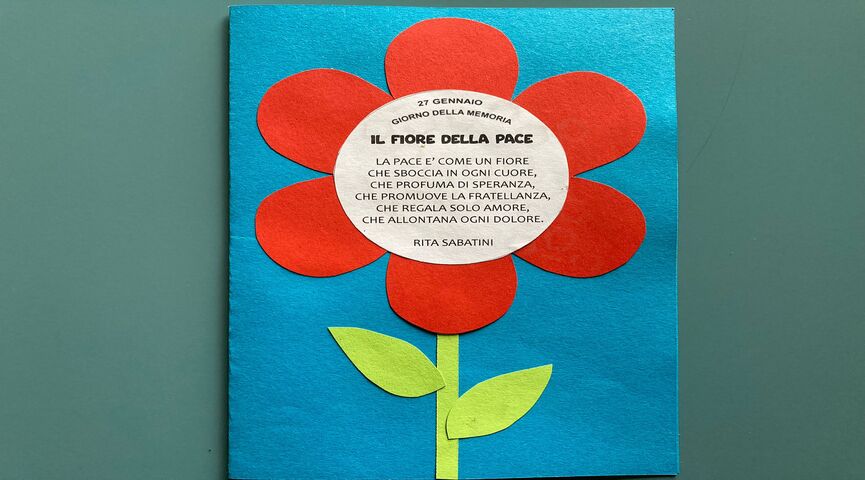 27 GENNAIO
GIORNO DELLA MEMORIA
IL FIORE DELLA PACE
LA PACE E' COME UN FIORE
CHE SBOCCIA IN OGNI CUORE,
CHE PROFUMA DI SPERANZA,
CHE PROMUOVE LA FRATELLANZA,
CHE REGALA SOLO AMORE,
CHE ALLONTANA OGNI DOLORE.
RITA SABATINI